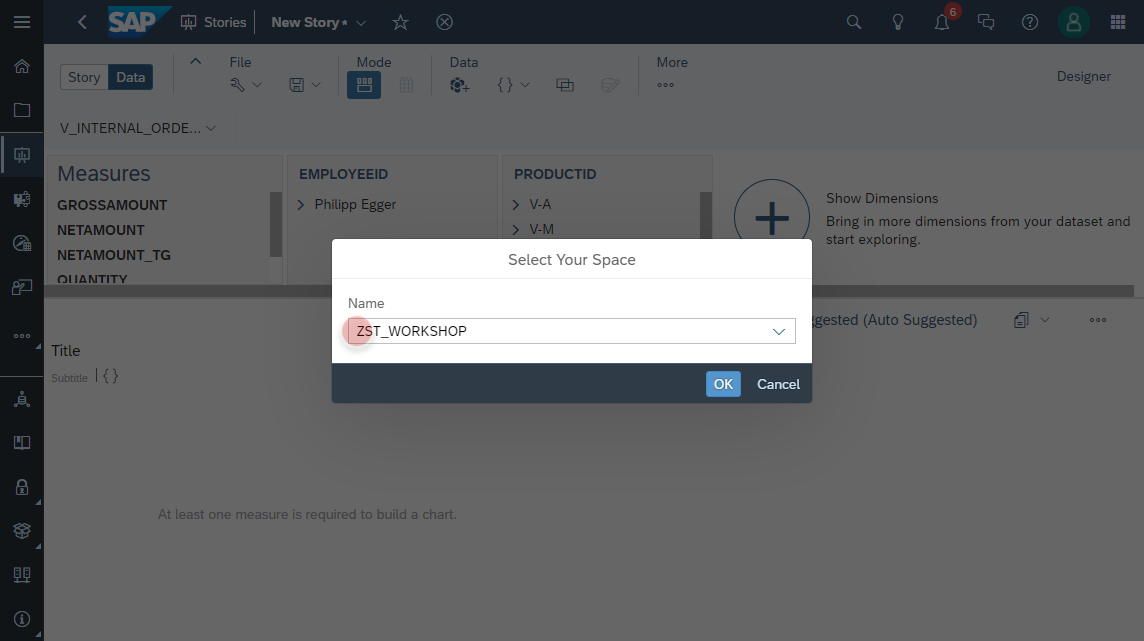 SAP Stories New Story * 6
File Mode Data More
Story Data Designer
V_INTERNAL_ORDE...
Measures
GROSSAMOUNT
NETAMOUNT
NETAMOUNT_TG
QUANTITY
EMPLOYEEID
Philipp Egger
PRODUCTID
V-A
V-M
Show Dimensions
Bring in more dimensions from your dataset and
start exploring.
Select Your Space
Name
ZST_WORKSHOP
OK Cancel
(Auto Suggested)
Title
Subtitle { }
At least one measure is required to build a chart.